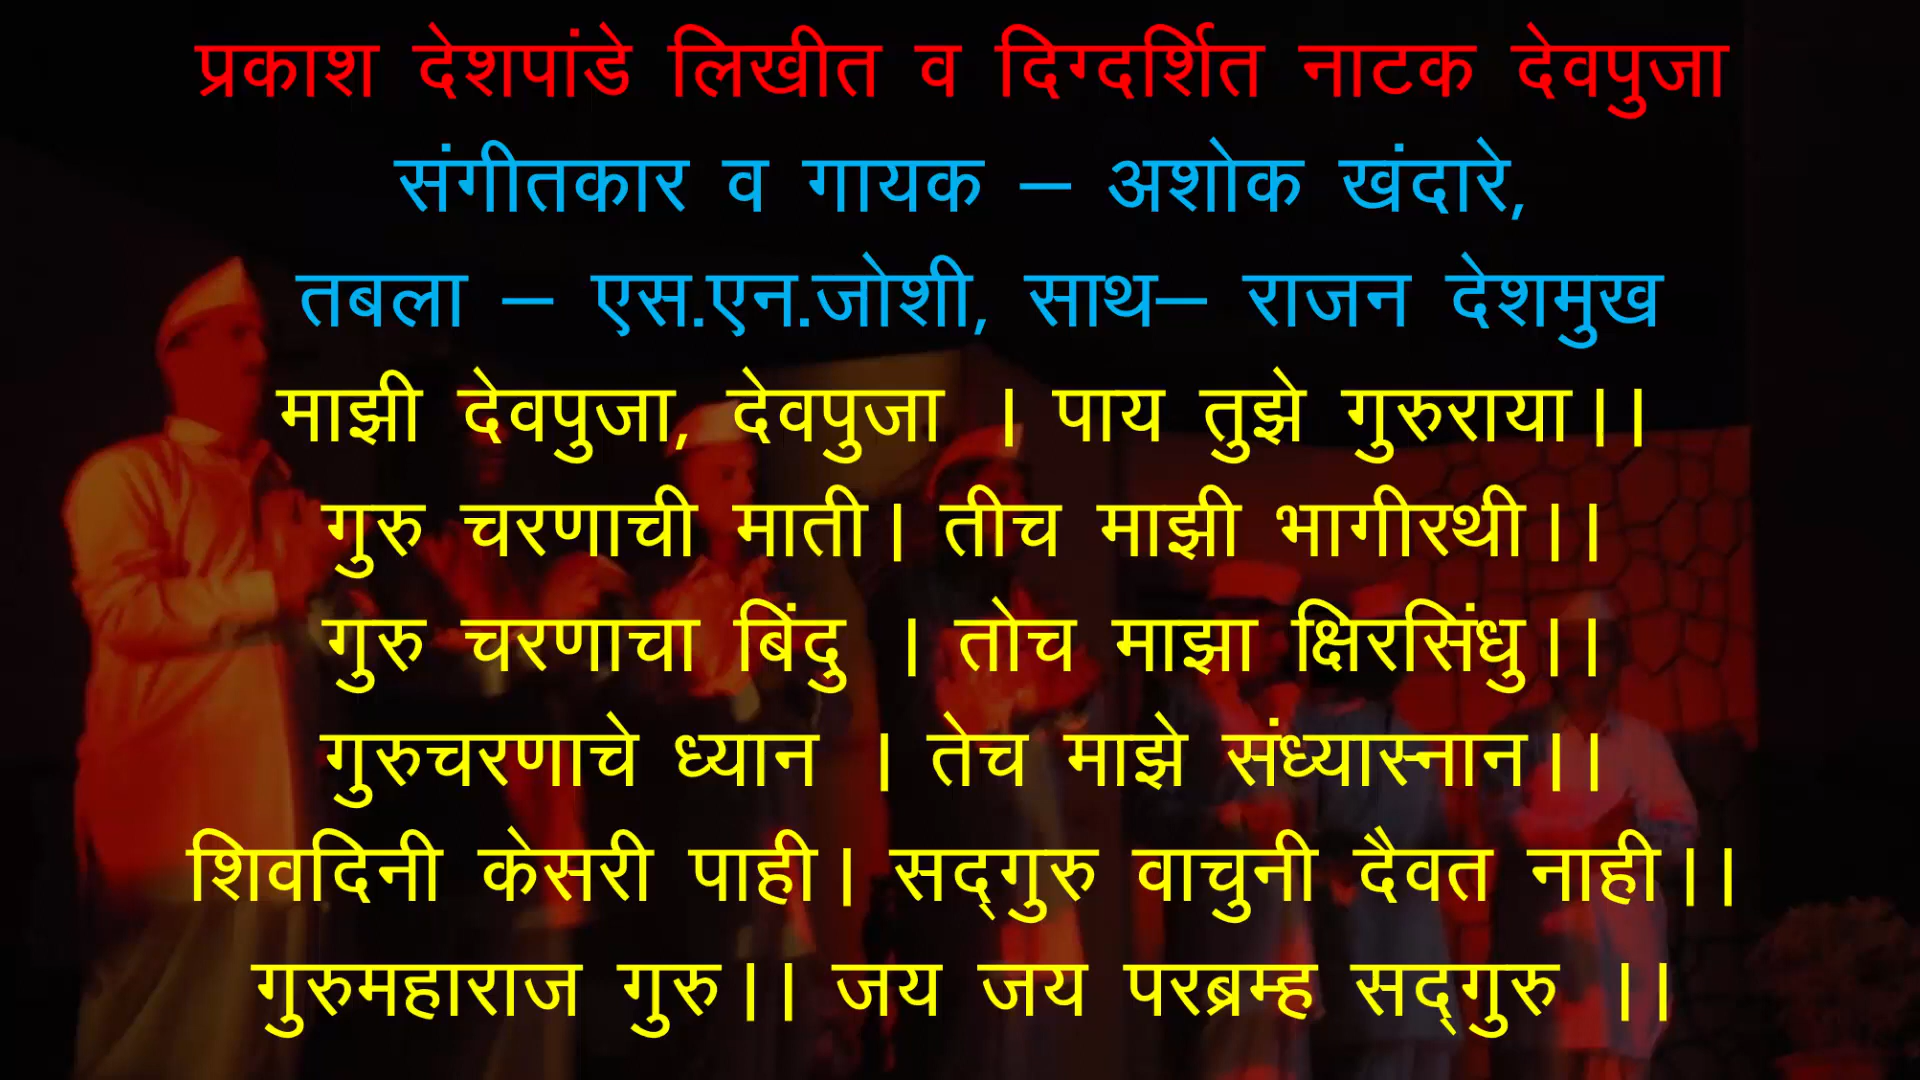 प्रकाश देशपांडे लिखीत व दिग्दर्शित नाटक देवपुजा
संगीतकार व गायक – अशोक खंदारे,
तबला – एस.एन.जोशी, साथ– राजन देशमुख
माझी देवपुजा, देवपुजा । पाय तुझे गुरुराया।।
गुरु चरणाची माती। तीच माझी भागीरथी।।
गुरु चरणाचा बिंदु । तोच माझा क्षिरसिंधु।।
गुरुचरणाचे ध्यान । तेच माझे संध्यास्नान।।
शिवदिनी केसरी पाही। सद्‌गुरु वाचुनी दैवत नाही।।
गुरुमहाराज गुरु।। जय जय परब्रम्ह सद्‌गुरु ।।